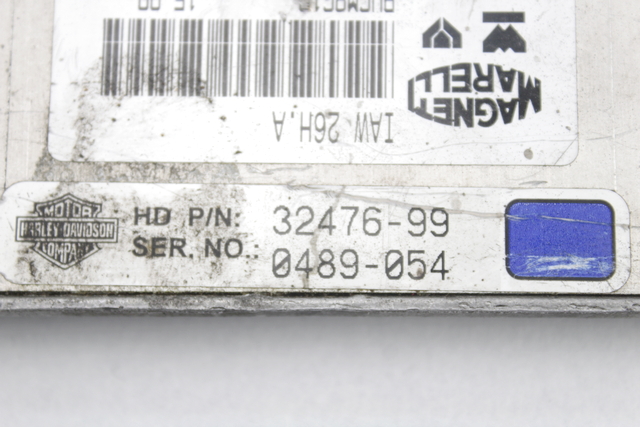 MAGNETI
MARELLI
IAW 26H.A
MOTOR
HARLEY-DAVIDSON
COMPANY
HD P/N: 32476-99
SER. NO.: 0489-054